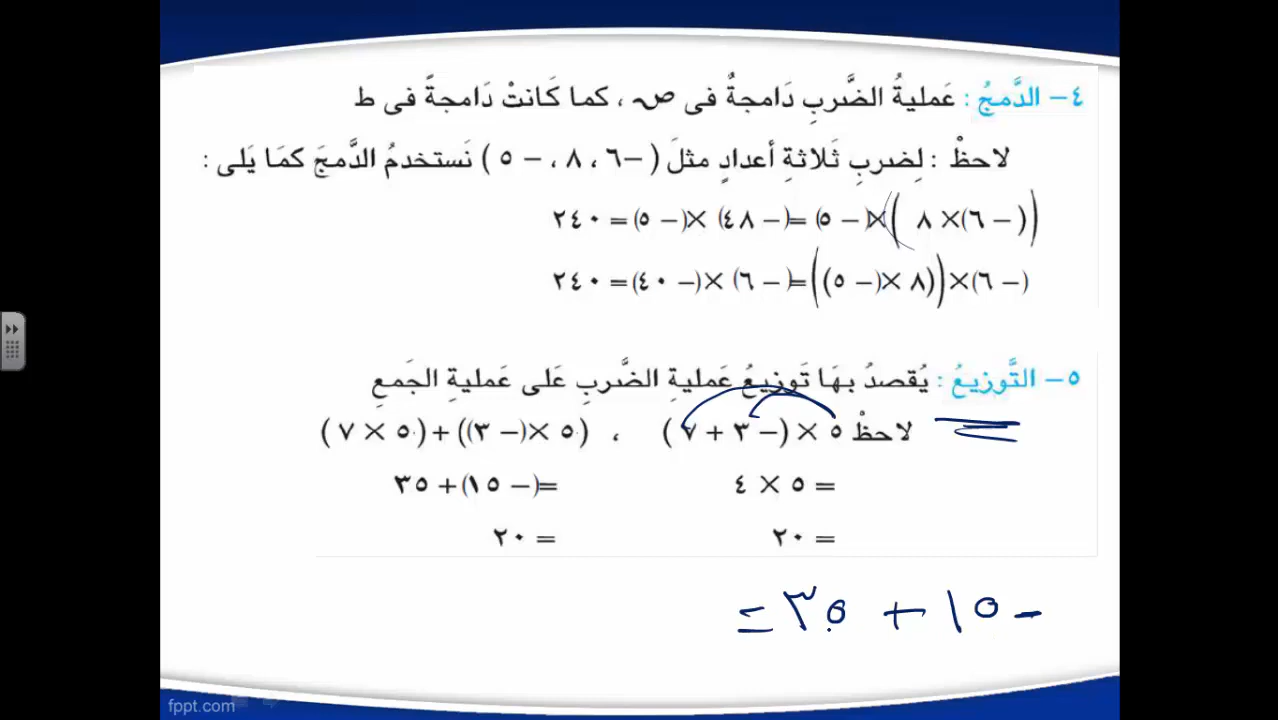 ٤- الدَّمجُ : عَمليةُ الضَّربِ دَامجةٌ فى صـ ، كما كَانتْ دَامجةً فى ط
لاحظْ : لِضربِ ثَلاثةِ أعدادٍ مثلَ (-٦ ، ٨ ، -٥) نَستخدمُ الدَّمجَ كمَا يَلى :
((-٦)× ٨)×(-٥) =(-٤٨)×(-٥)= ٢٤٠
(-٦)×(٨ ×(-٥))=(-٦)×(-٤٠)= ٢٤٠
٥- التَّوزيعُ : يُقصدُ بهَا تَوزيعُ عَمليةِ الضَّربِ عَلى عَمليةِ الجَمعِ
لاحظْ ٥ × (-٣ + ٧) ، (٥ ×(-٣))+(٥ × ٧)
= ٥ × ٤ =(-١٥)+ ٣٥
= ٢٠ = ٢٠
- ١٥ + ٣٥ =
fppt.com